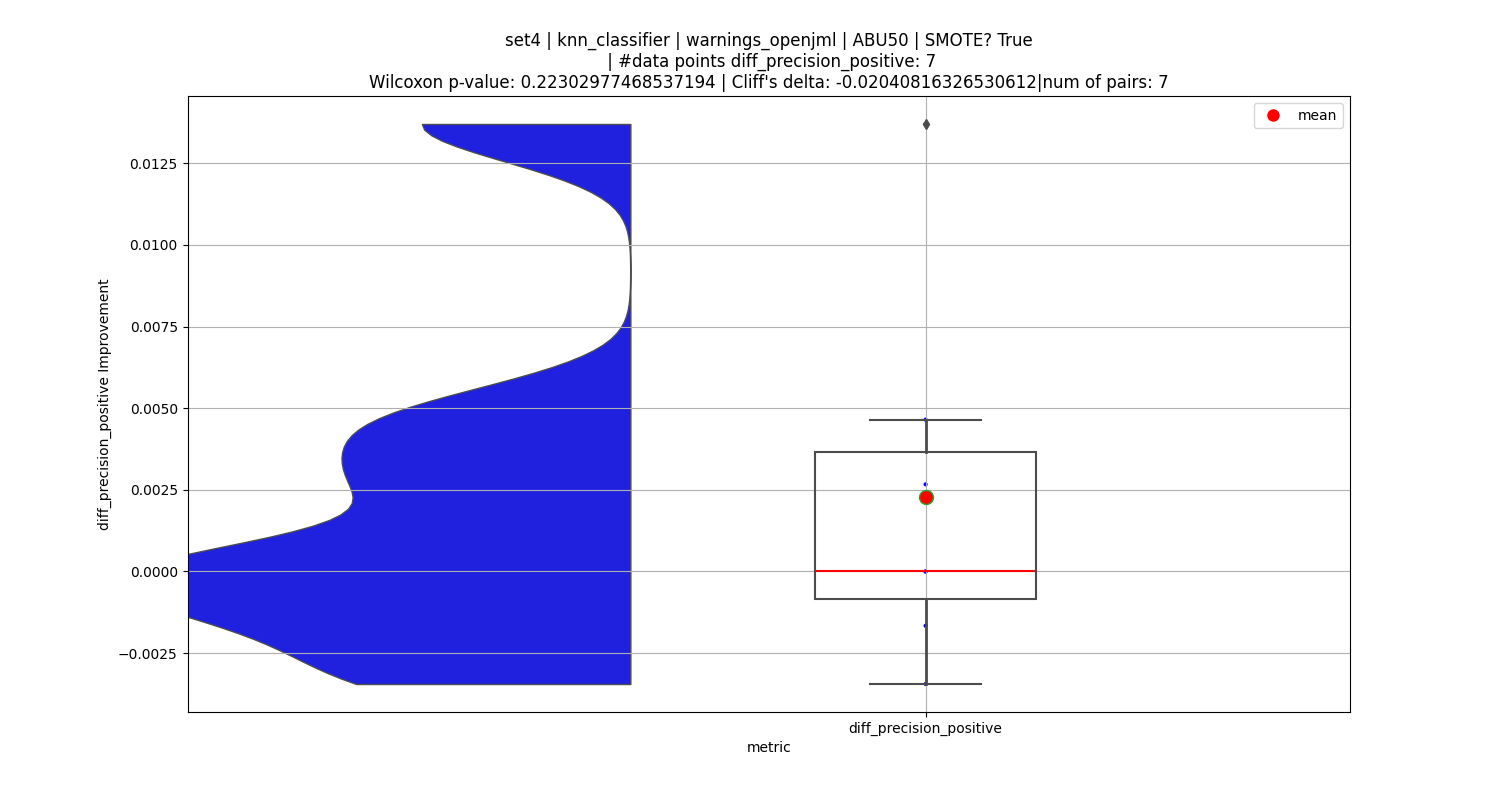 set4 | knn_classifier | warnings_openjml | ABU50 | SMOTE? True
| #data points diff_precision_positive: 7
Wilcoxon p-value: 0.22302977468537194 | Cliff's delta: -0.02040816326530612|num of pairs: 7
mean
0.0125
0.0100
0.0075
0.0050
0.0025
0.0000
−0.0025
diff_precision_positive Improvement
diff_precision_positive
metric